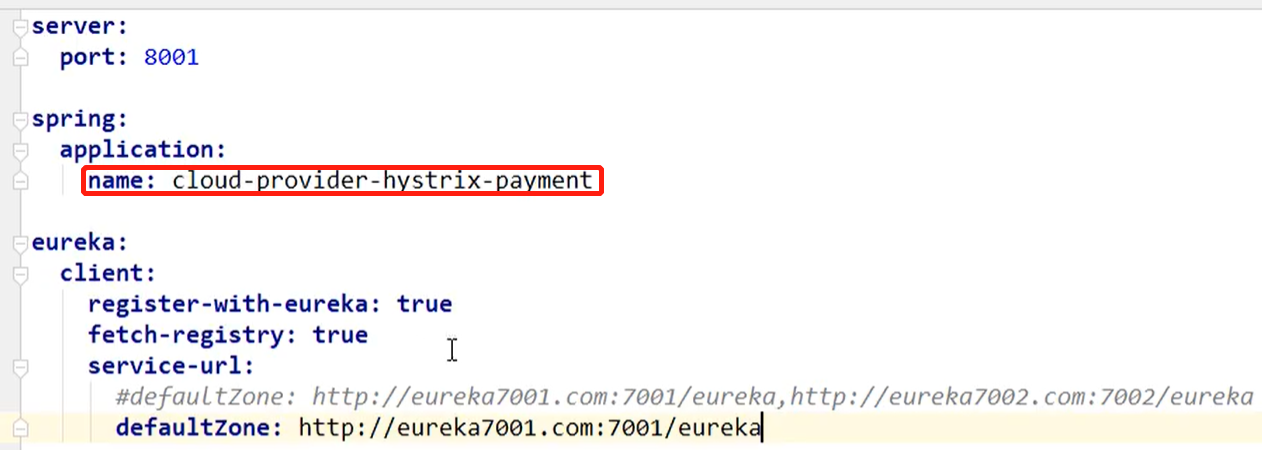 server:
  port: 8001
spring:
  application:
    name: cloud-provider-hystrix-payment
eureka:
  client:
    register-with-eureka: true
    fetch-registry: true
    service-url:
      #defaultZone: http://eureka7001.com:7001/eureka,http://eureka7002.com:7002/eureka
      defaultZone: http://eureka7001.com:7001/eureka